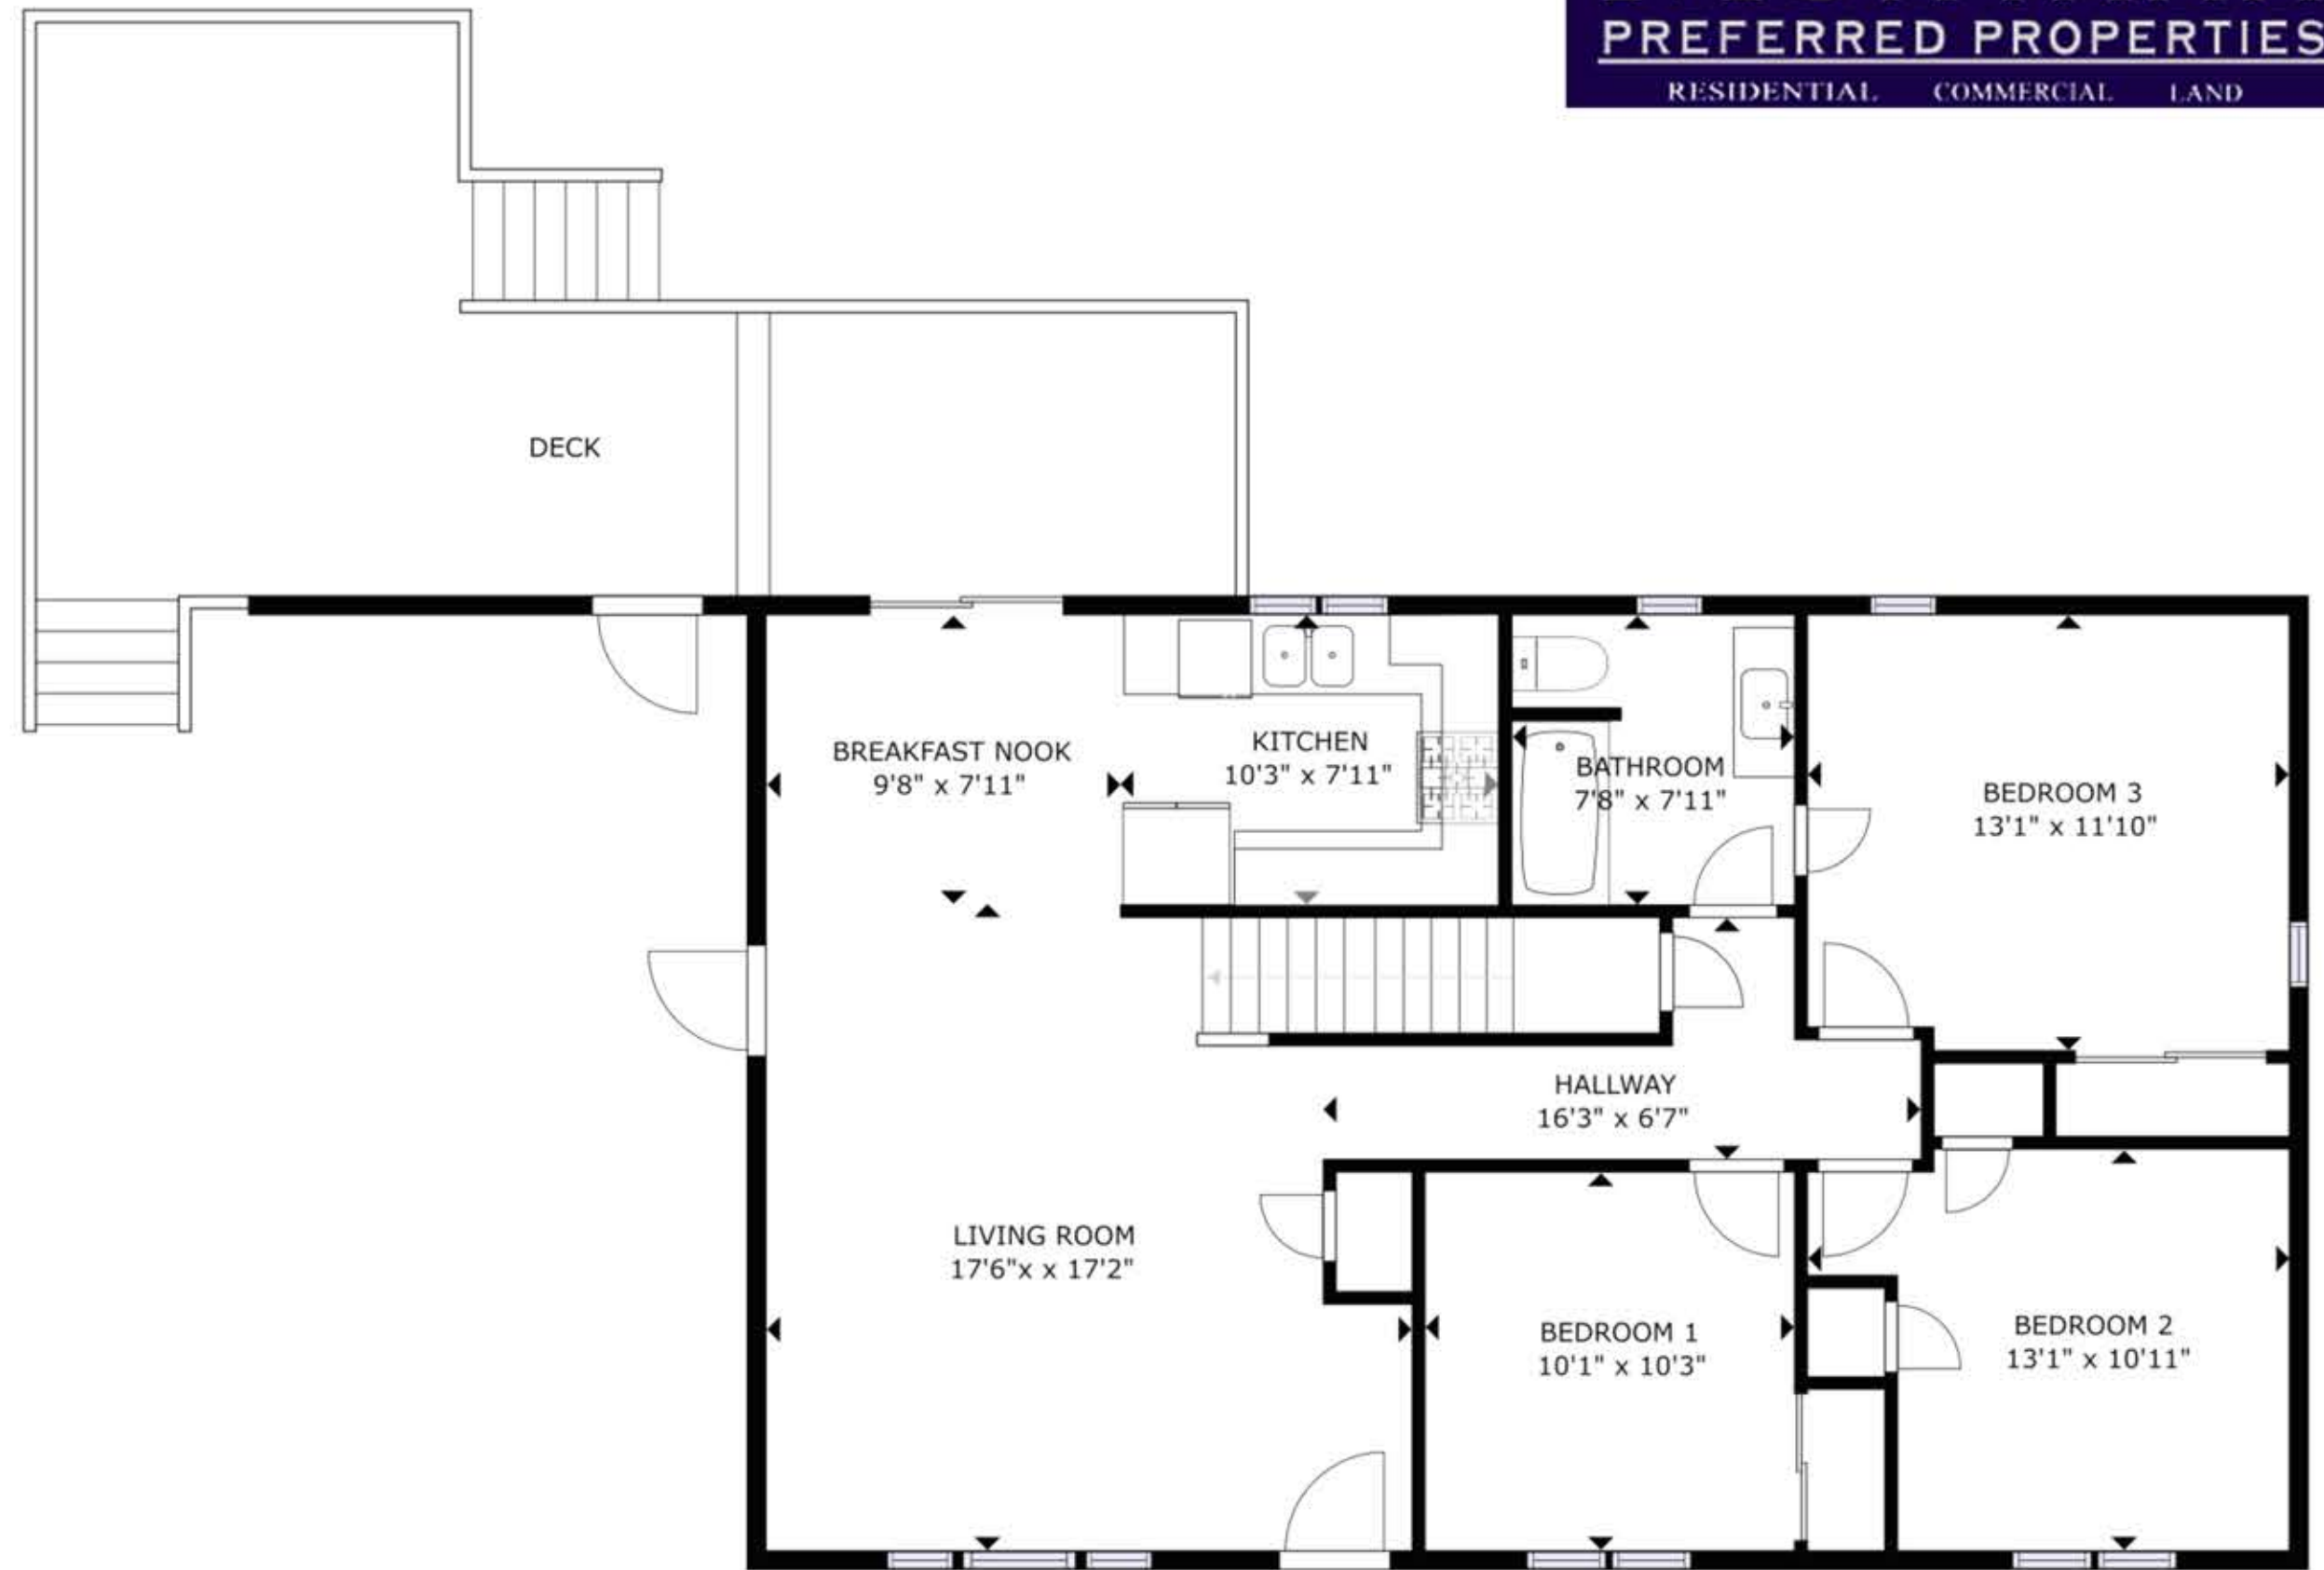 PREFERRED PROPERTIES
RESIDENTIAL COMMERCIAL LAND
DECK
BREAKFAST NOOK
9'8" x 7'11"
KITCHEN
10'3" x 7'11"
BATHROOM
7'8" x 7'11"
BEDROOM 3
13'1" x 11'10"
HALLWAY
16'3" x 6'7"
LIVING ROOM
17'6"x x 17'2"
BEDROOM 1
10'1" x 10'3"
BEDROOM 2
13'1" x 10'11"